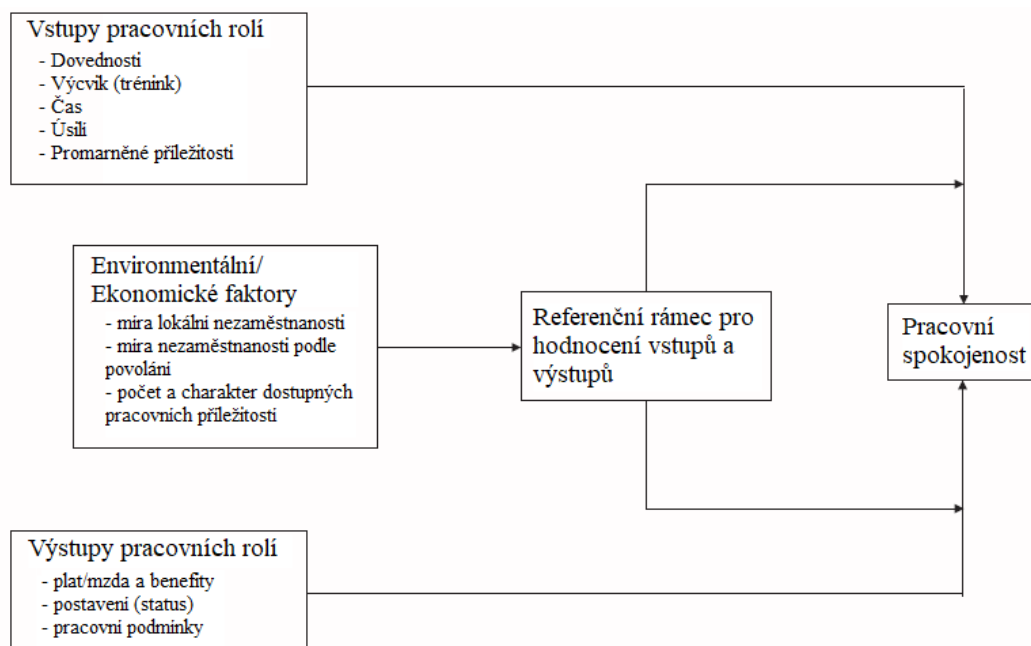 Vstupy pracovních rolí
- Dovednosti
- Výcvik (trénink)
- Čas
- Úsilí
- Promarněné příležitosti
Environmentální/
Ekonomické faktory
- míra lokální nezaměstnanosti
- míra nezaměstnanosti podle
povolání
- počet a charakter dostupných
pracovních příležitostí
Referenční rámec pro
hodnocení vstupů a
výstupů
Pracovní
spokojenost
Výstupy pracovních rolí
- plat/mzda a benefity
- postavení (status)
- pracovní podmínky